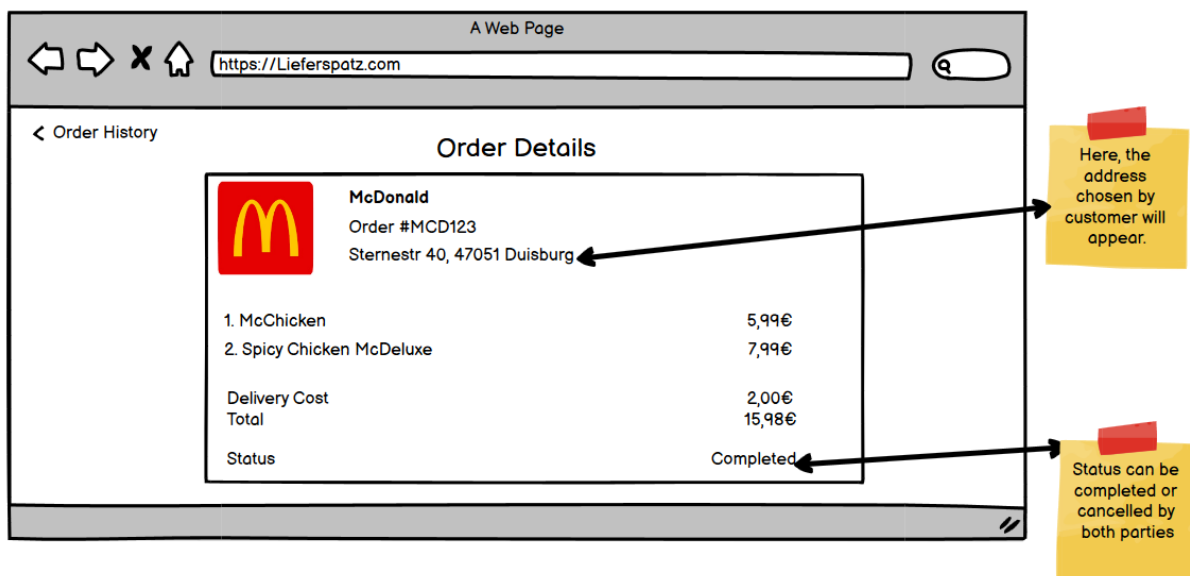 A Web Page
https://Lieferspatz.com
Order History
Order Details
McDonald
Order #MCD123
Sternestr 40, 47051 Duisburg
1. McChicken 5,99€
2. Spicy Chicken McDeluxe 7,99€
Delivery Cost 2,00€
Total 15,98€
Status Completed
Here, the
address
chosen by
customer will
appear.
Status can be
completed or
cancelled by
both parties